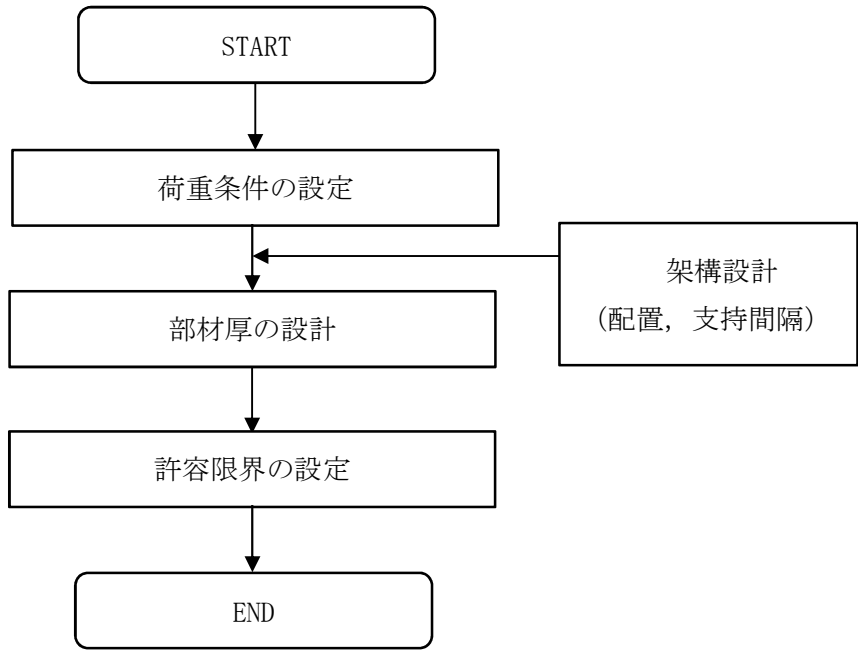 START
荷重条件の設定
架構設計
(配置, 支持間隔)
部材厚の設計
許容限界の設定
END